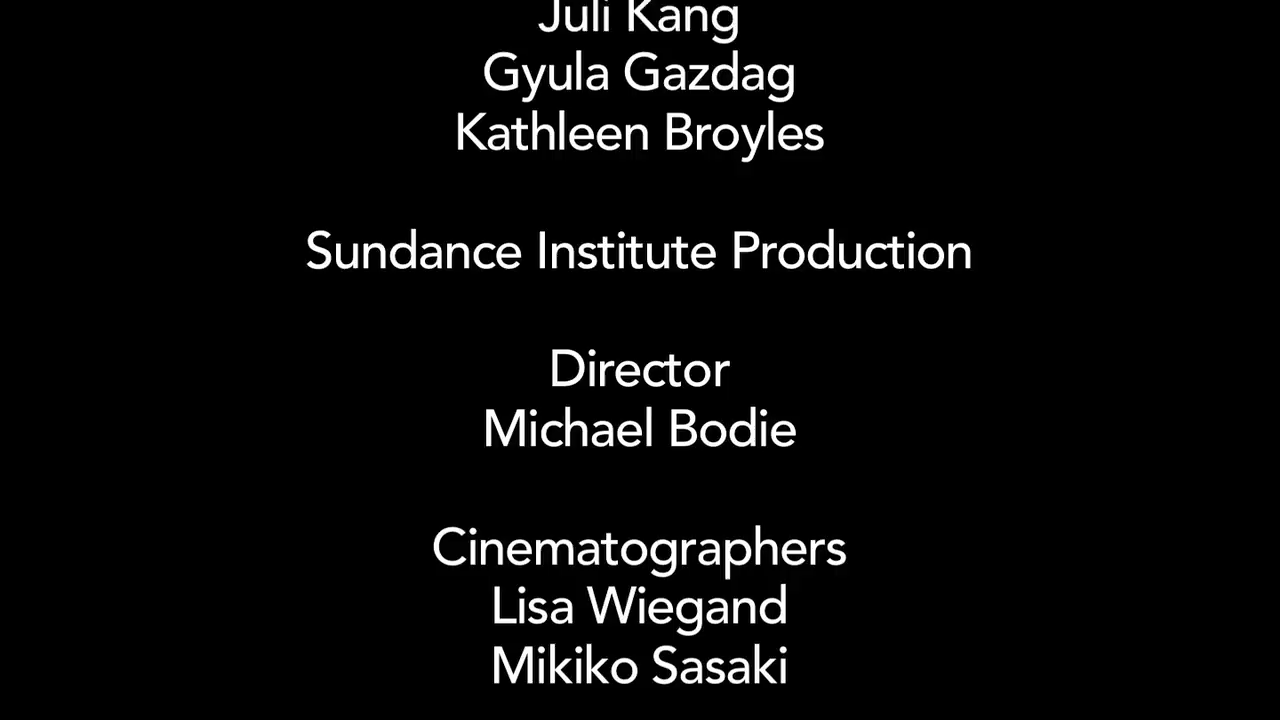 Juli Kang
Gyula Gazdag
Kathleen Broyles
Sundance Institute Production
Director
Michael Bodie
Cinematographers
Lisa Wiegand
Mikiko Sasaki